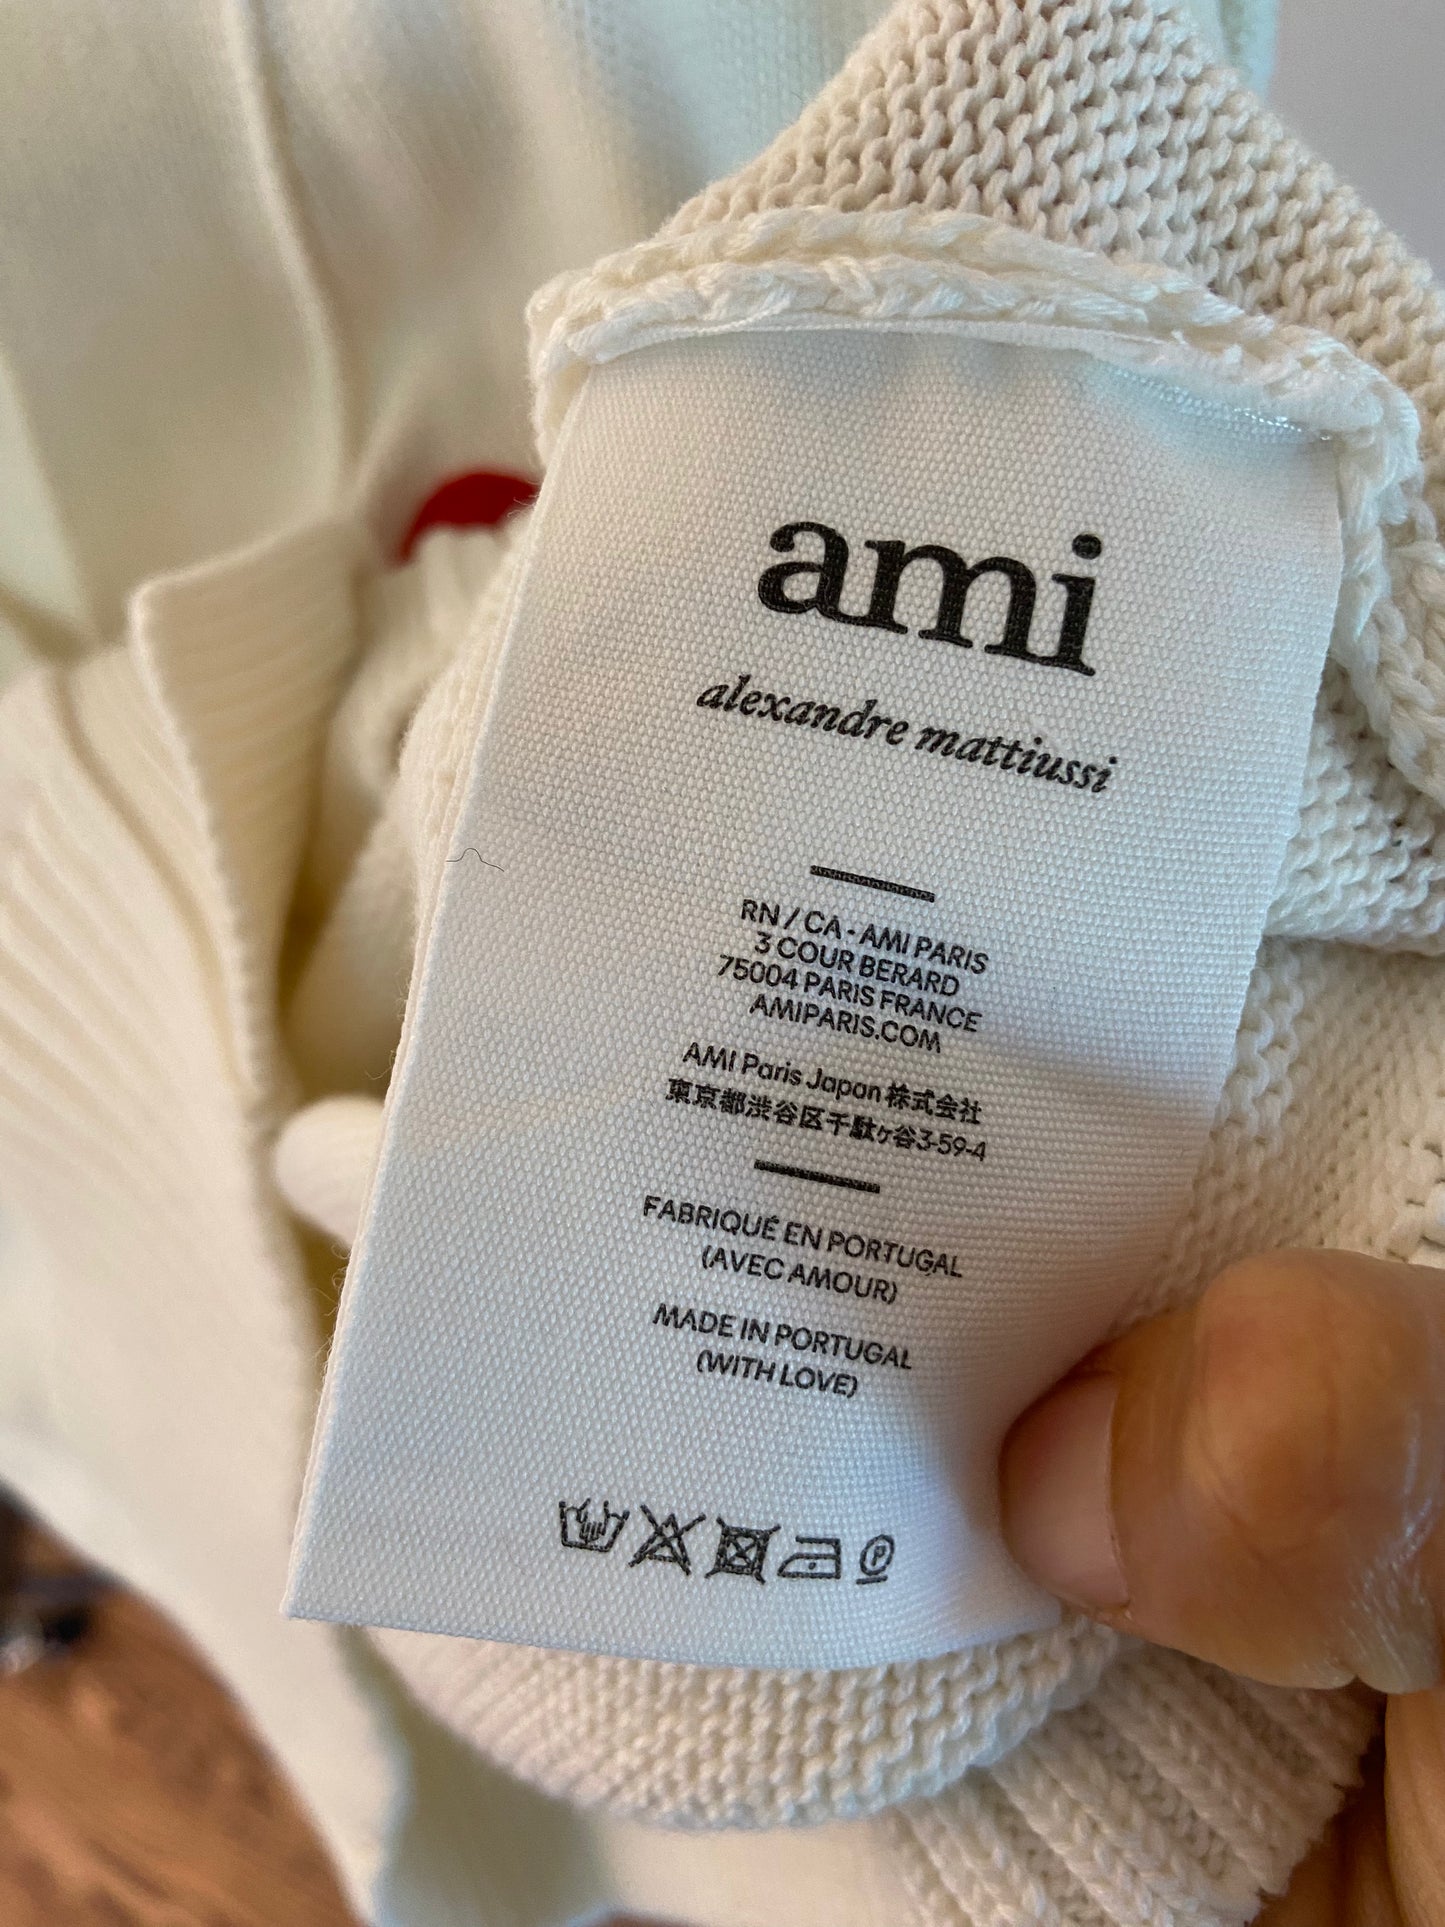 ami
alexandre mattiussi
RN / CA - AMI PARIS
3 COUR BERARD
75004 PARIS FRANCE
AMIPARIS.COM
AMI Paris Japan 株式会社
東京都渋谷区千駄ヶ谷3-59-4
FABRIQUÉ EN PORTUGAL
(AVEC AMOUR)
MADE IN PORTUGAL
(WITH LOVE)
P